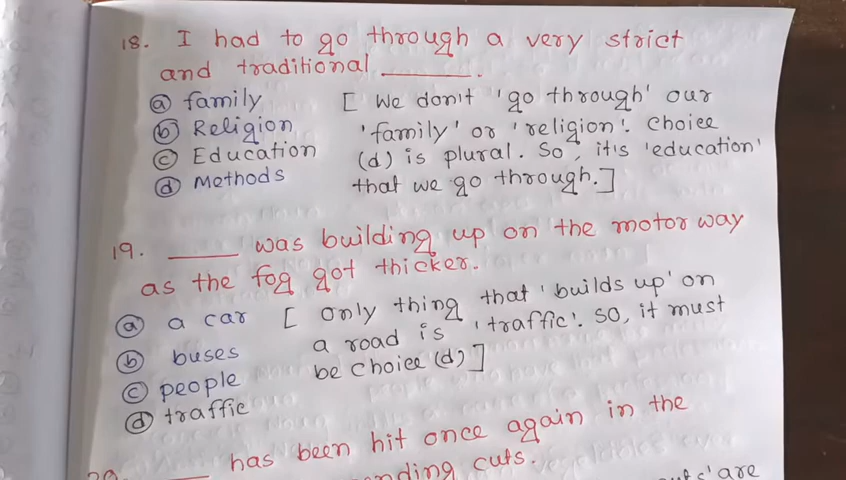 18. I had to go through a very strict
and traditional ______.
(a) family [ We don't 'go through' our
(b) Religion 'family' or 'religion'. Choice
(c) Education (d) is plural. So, it's 'education'
(d) Methods that we go through.]
19. ______ was building up on the motor way
as the fog got thicker.
(a) a car [ Only thing that 'builds up' on
(b) buses a road is 'traffic'. So, it must
(c) people be choice (d) ]
(d) traffic
______ has been hit once again in the
cuts.
are